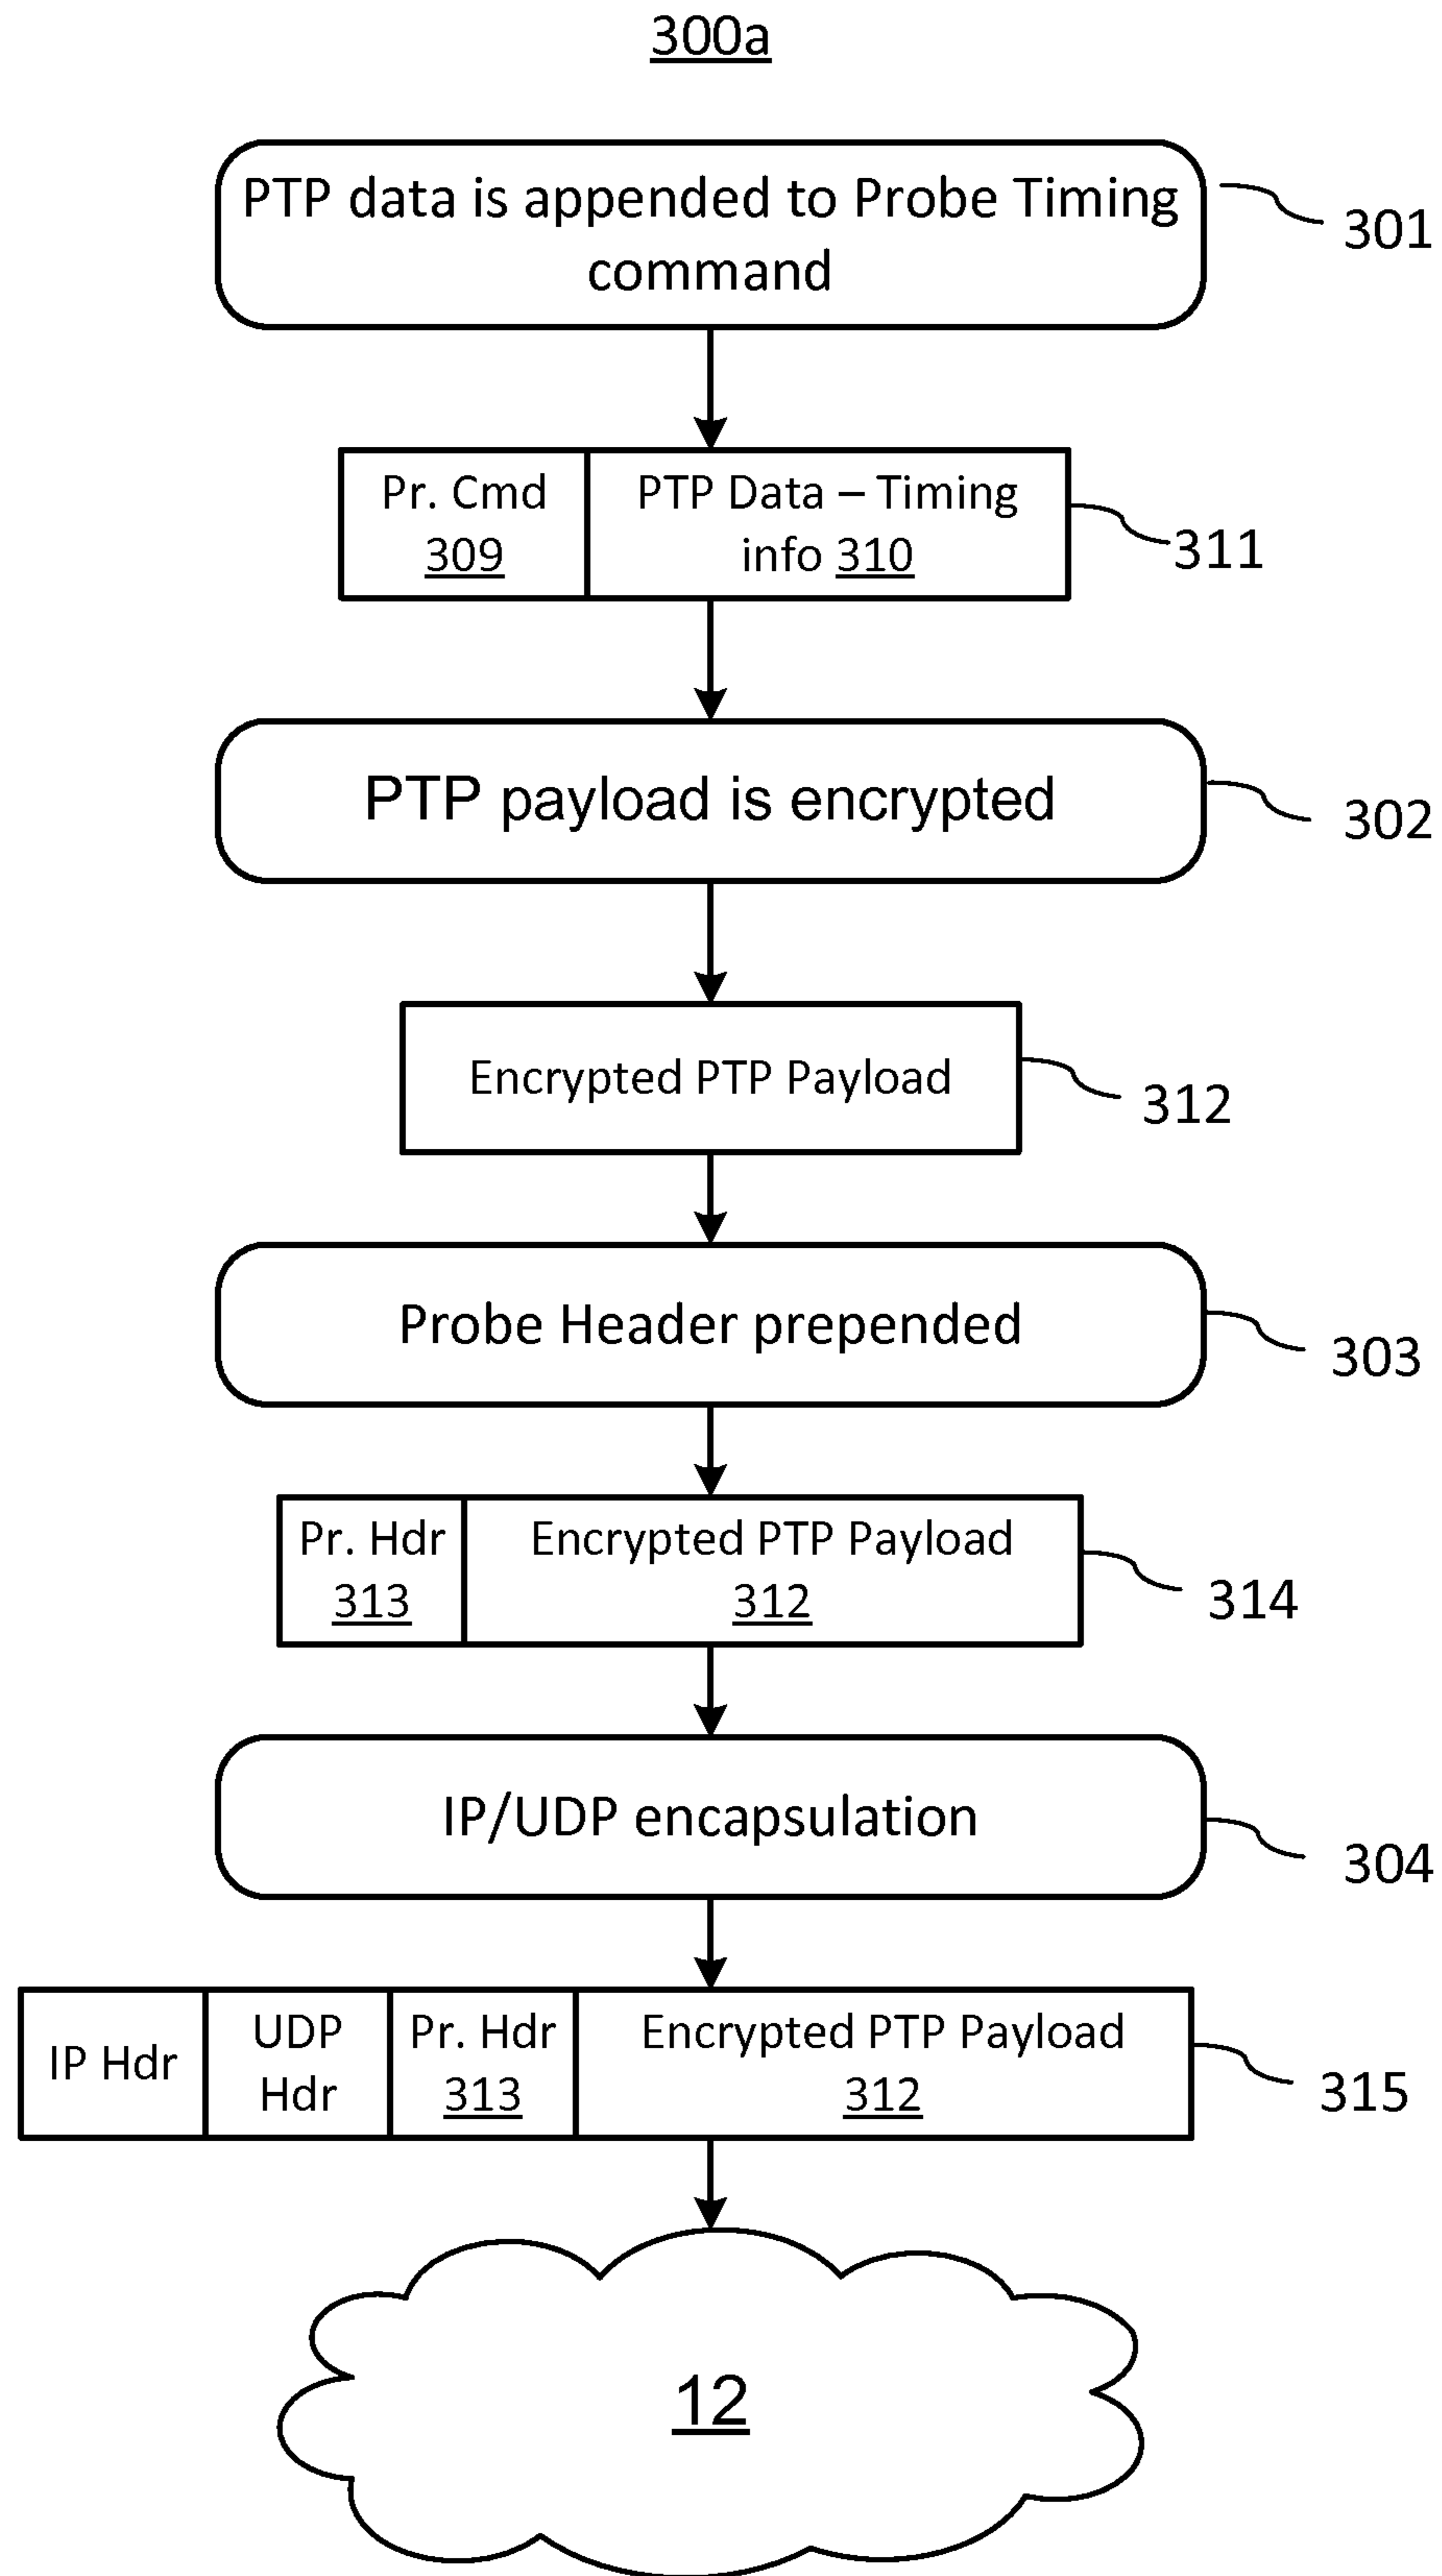 300a
PTP data is appended to Probe Timing
command
301
Pr. Cmd
309
PTP Data – Timing
info 310
311
PTP payload is encrypted
302
Encrypted PTP Payload
312
Probe Header prepended
303
Pr. Hdr
313
Encrypted PTP Payload
312
314
IP/UDP encapsulation
304
IP Hdr
UDP
Hdr
Pr. Hdr
313
Encrypted PTP Payload
312
315
12